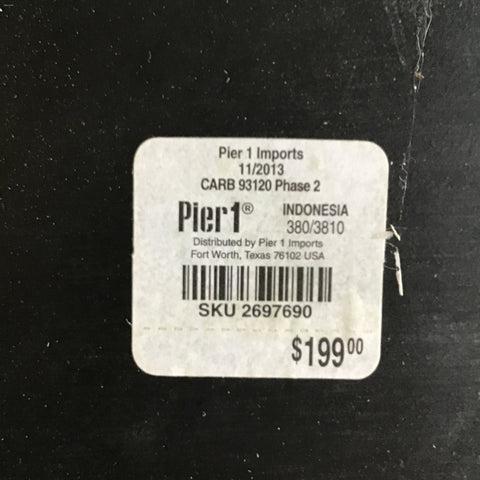 Pier 1 Imports
11/2013
CARB 93120 Phase 2
Pier1® INDONESIA
380/3810
Distributed by Pier 1 Imports
Fort Worth, Texas 76102 USA
SKU 2697690
$199.00